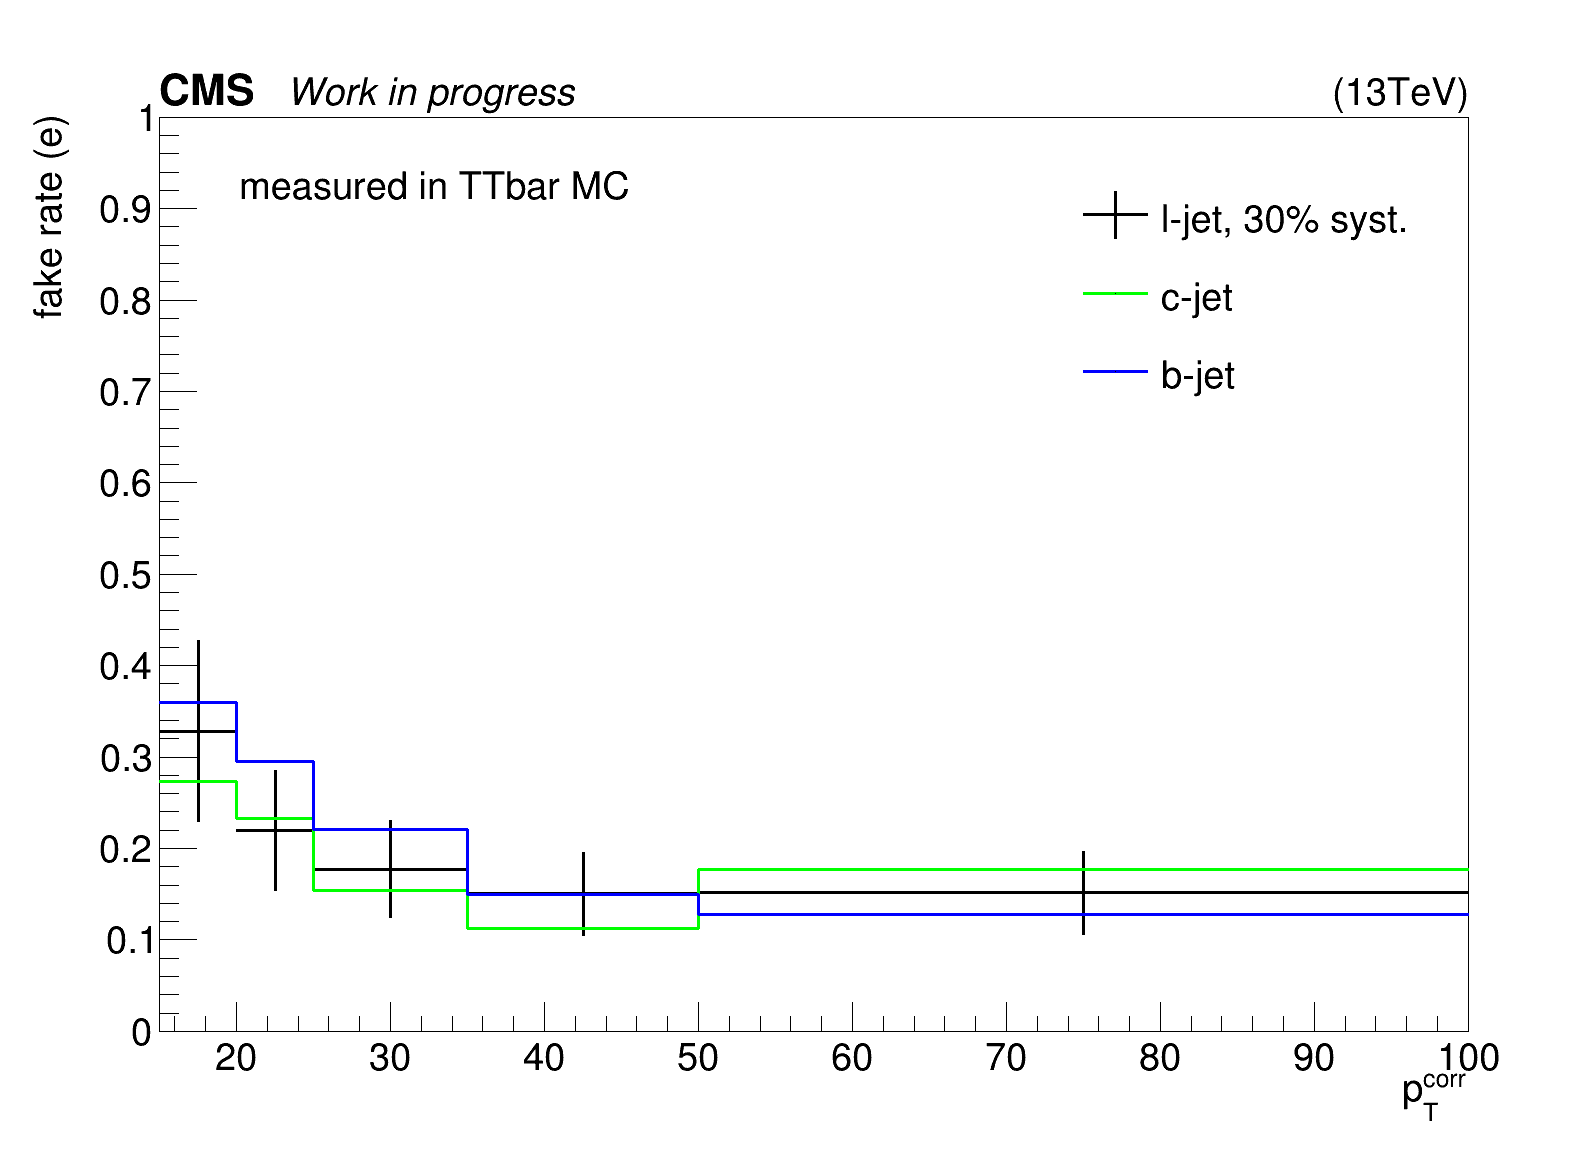 CMS Work in progress (13TeV)
fake rate (e)
measured in TTbar MC
l-jet, 30% syst.
c-jet
b-jet
1
0.9
0.8
0.7
0.6
0.5
0.4
0.3
0.2
0.1
0
20 30 40 50 60 70 80 90 100
p_T^corr